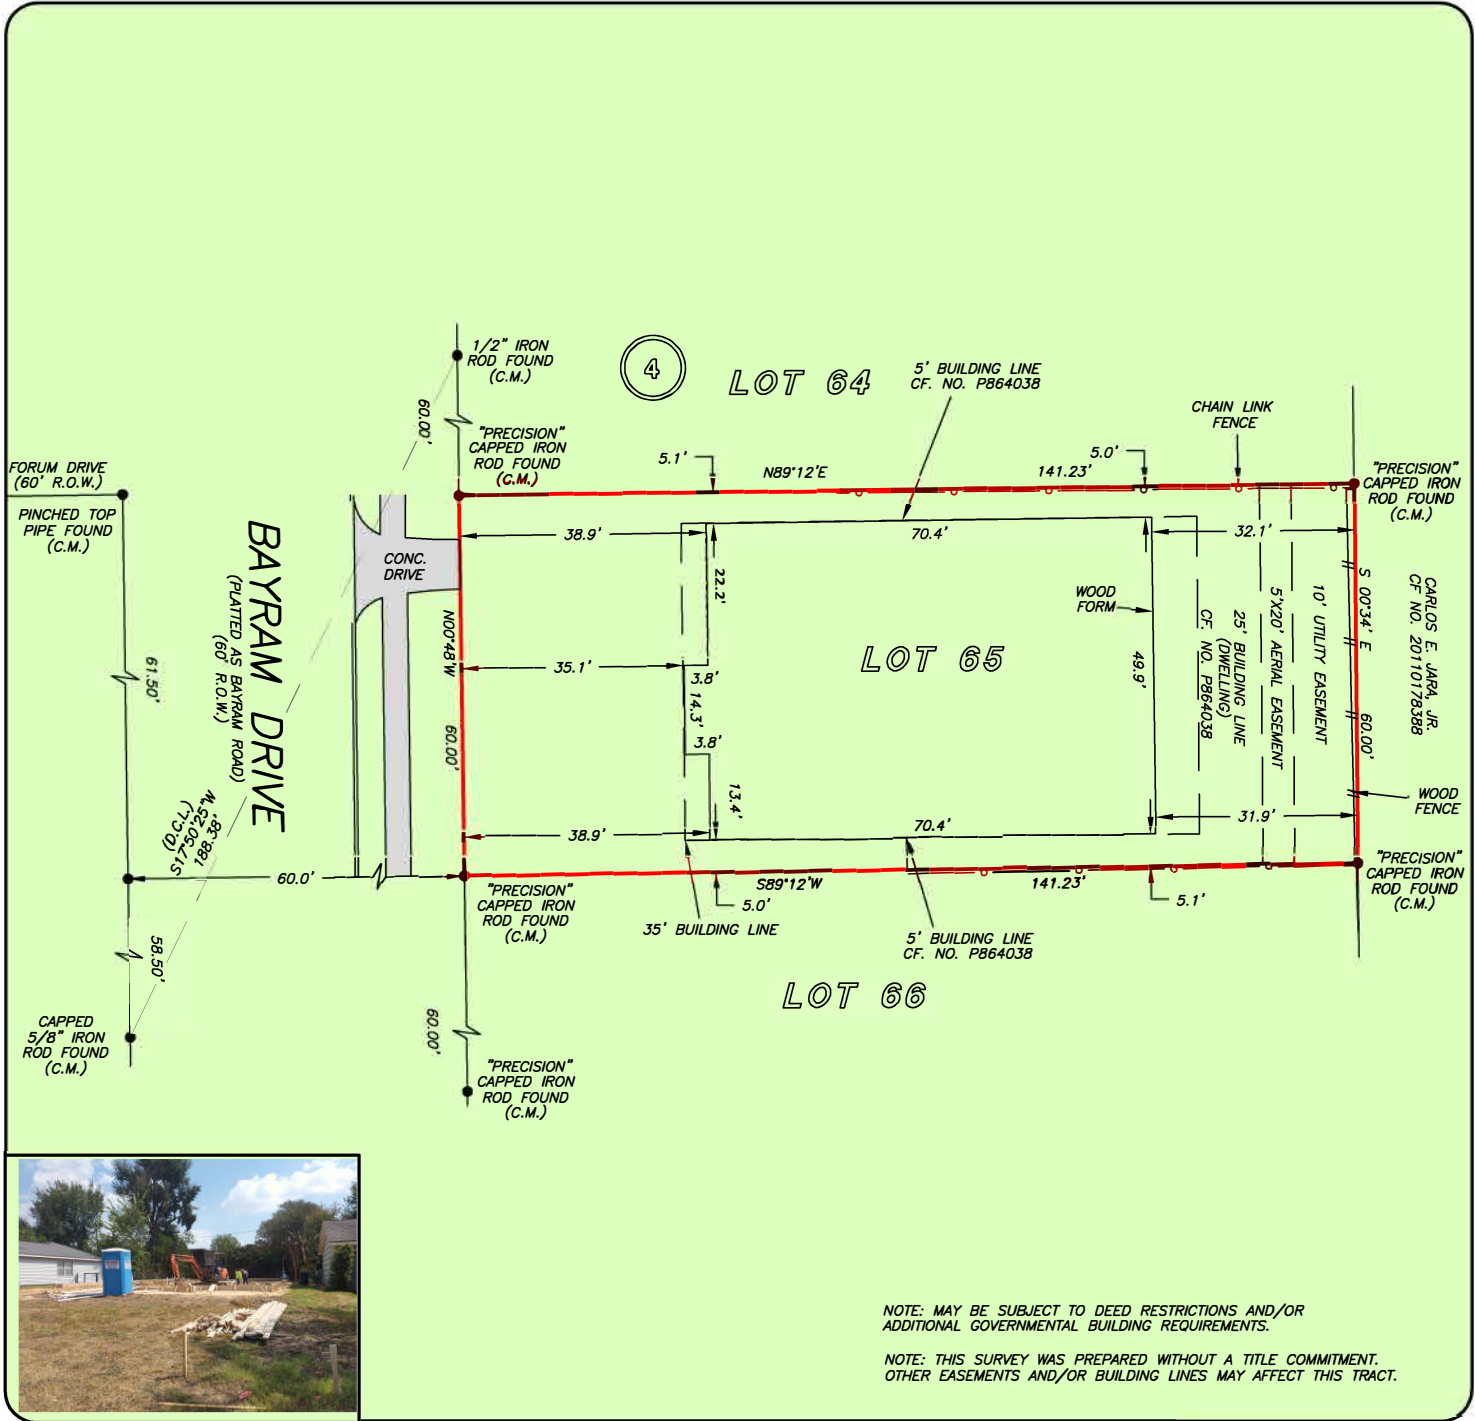 1/2" IRON
ROD FOUND
(C.M.)
60.00'
"PRECISION"
CAPPED IRON
ROD FOUND
(C.M.)
4
LOT 64
5' BUILDING LINE
CF. NO. P864038
CHAIN LINK
FENCE
5.1'
N89°12'E
141.23'
5.0'
"PRECISION"
CAPPED IRON
ROD FOUND
(C.M.)
FORUM DRIVE
(60' R.O.W.)
PINCHED TOP
PIPE FOUND
(C.M.)
CONC.
DRIVE
38.9'
70.4'
32.1'
22.2'
WOOD
FORM
BAYRAM DRIVE
(PLATTED AS BAYRAM ROAD)
(60' R.O.W.)
N00°48'W
60.00'
35.1'
3.8'
14.3'
3.8'
13.4'
LOT 65
49.9'
25' BUILDING LINE
(DWELLING)
CF. NO. P864038
5'X20' AERIAL EASEMENT
10' UTILITY EASEMENT
S 00°34' E
60.00'
CARLOS E. JARA, JR.
CF NO. 20110178388
WOOD
FENCE
61.50'
(D.C.L.)
S17°50'25"W
188.38'
38.9'
70.4'
31.9'
60.0'
"PRECISION"
CAPPED IRON
ROD FOUND
(C.M.)
S89°12'W
141.23'
5.0'
5.1'
"PRECISION"
CAPPED IRON
ROD FOUND
(C.M.)
35' BUILDING LINE
5' BUILDING LINE
CF. NO. P864038
58.50'
LOT 66
CAPPED
5/8" IRON
ROD FOUND
(C.M.)
60.00'
"PRECISION"
CAPPED IRON
ROD FOUND
(C.M.)
NOTE: MAY BE SUBJECT TO DEED RESTRICTIONS AND/OR
ADDITIONAL GOVERNMENTAL BUILDING REQUIREMENTS.
NOTE: THIS SURVEY WAS PREPARED WITHOUT A TITLE COMMITMENT.
OTHER EASEMENTS AND/OR BUILDING LINES MAY AFFECT THIS TRACT.